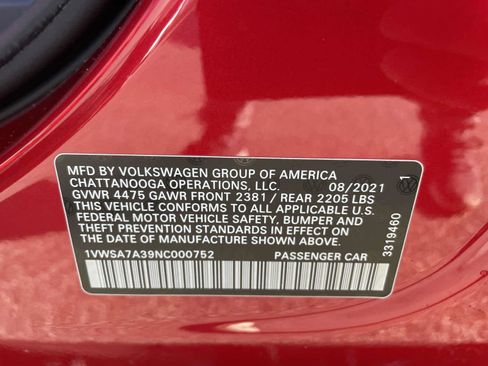 MFD BY VOLKSWAGEN GROUP OF AMERICA
CHATTANOOGA OPERATIONS, LLC. 08/2021
GVWR 4475 GAWR FRONT 2381 / REAR 2205 LBS
THIS VEHICLE CONFORMS TO ALL APPLICABLE U.S.
FEDERAL MOTOR VEHICLE SAFETY, BUMPER AND
THEFT PREVENTION STANDARDS IN EFFECT ON
THE DATE OF MANUFACTURE SHOWN ABOVE
1VWSA7A39NC000752 PASSENGER CAR
3319460 1